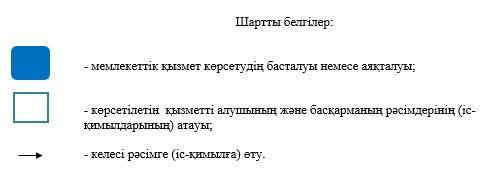 Шартты белгілер:
- мемлекеттік қызмет көрсетудің басталуы немесе аяқталуы;
- көрсетілетін қызметті алушының және басқарманың рәсімдерінің (іс-
қимылдарының) атауы;
- келесі рәсімге (іс-қимылға) өту.